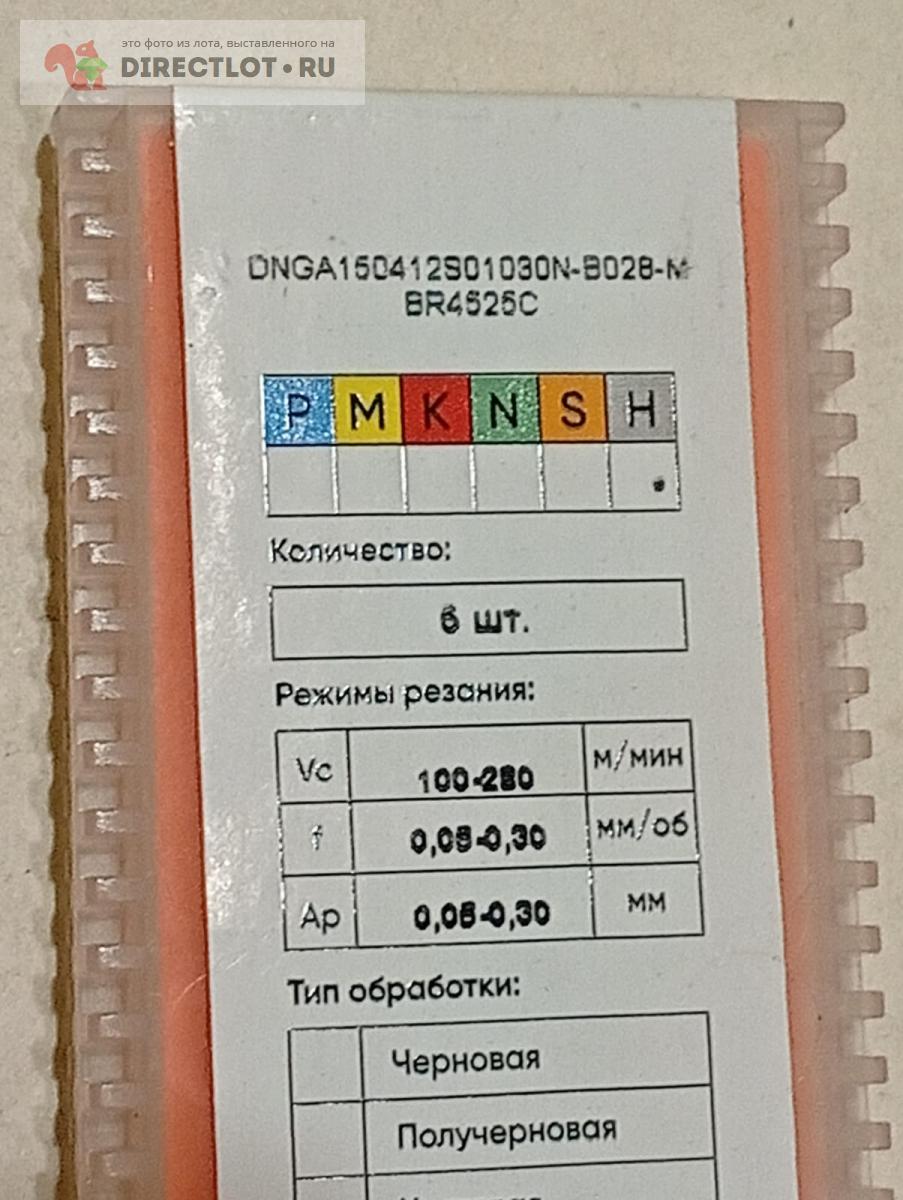 это фото из лота, выставленного на
DIRECTLOT.RU
DNGA150412S01030N-B028-M
BR4525C
P M K N S H
Количество:
6 шт.
Режимы резания:
Vc 100-280 м/мин
f 0,05-0,30 мм/об
Ap 0,05-0,30 мм
Тип обработки:
Черновая
Получерновая